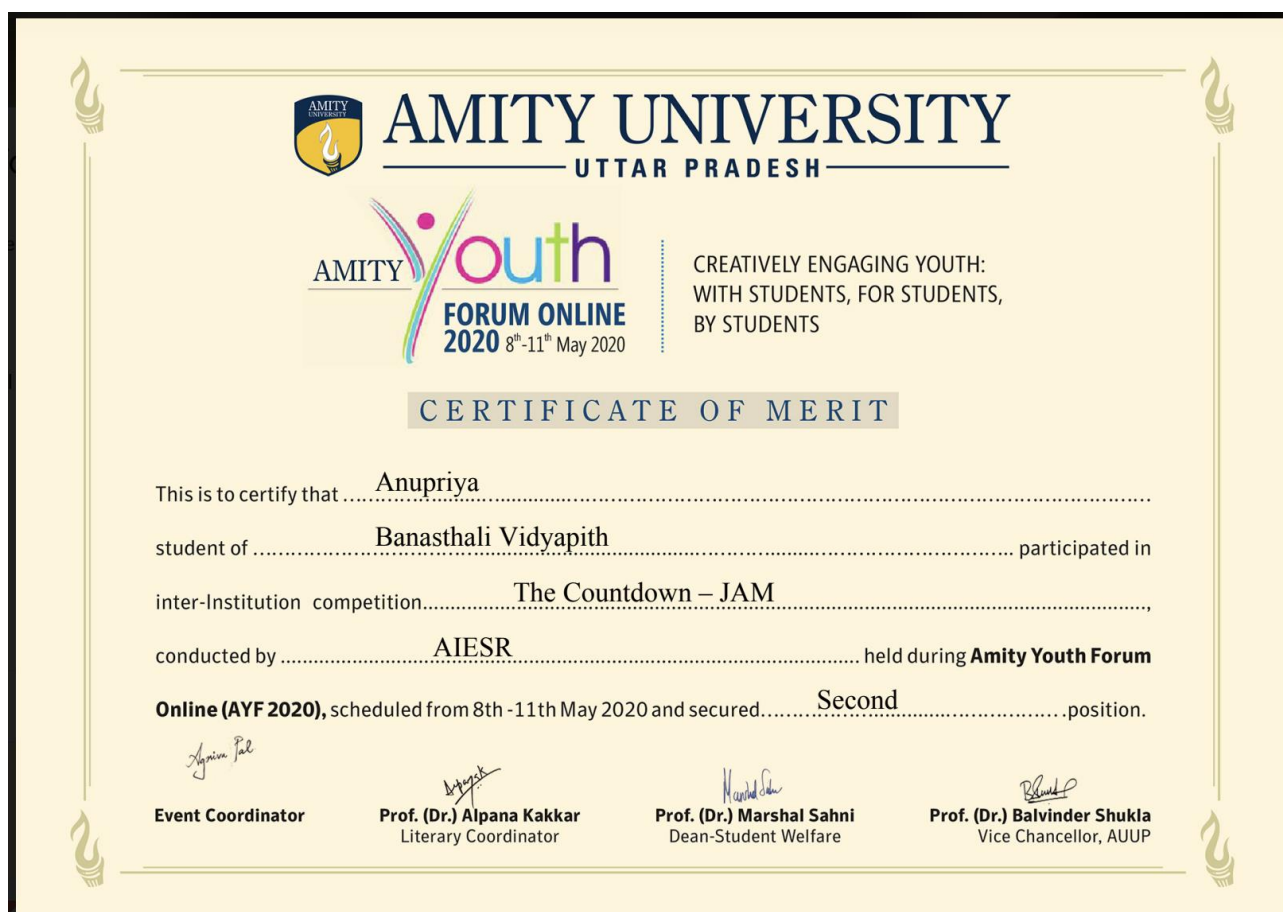 AMITY
UNIVERSITY
AMITY UNIVERSITY
UTTAR PRADESH
AMITY Youth
FORUM ONLINE
2020 8th-11th May 2020
CREATIVELY ENGAGING YOUTH:
WITH STUDENTS, FOR STUDENTS,
BY STUDENTS
CERTIFICATE OF MERIT
This is to certify that Anupriya
student of Banasthali Vidyapith participated in
inter-Institution competition The Countdown – JAM,
conducted by AIESR held during Amity Youth Forum
Online (AYF 2020), scheduled from 8th -11th May 2020 and secured Second position.
Agniva Pal
Event Coordinator
Prof. (Dr.) Alpana Kakkar
Literary Coordinator
Prof. (Dr.) Marshal Sahni
Dean-Student Welfare
Prof. (Dr.) Balvinder Shukla
Vice Chancellor, AUUP